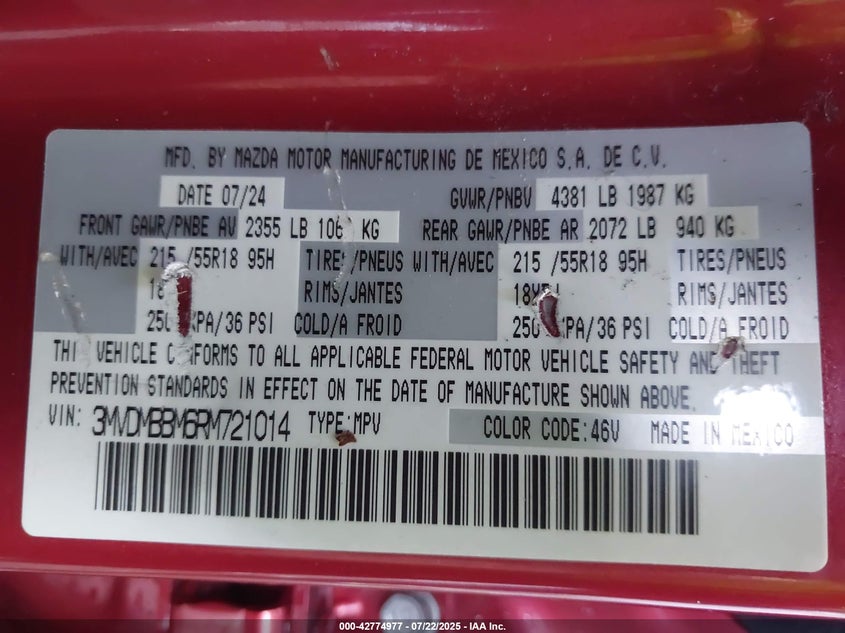 MFD. BY MAZDA MOTOR MANUFACTURING DE MEXICO S.A. DE C.V.
DATE 07/24 GVWR/PNBV 4381 LB 1987 KG
FRONT GAWR/PNBE AV 2355 LB KG REAR GAWR/PNBE AR 2072 LB 940 KG
WITH/AVEC 215 /55R18 95H TIRES/PNEUS WITH/AVEC 215 /55R18 95H TIRES/PNEUS
RIMS/JANTES RIMS/JANTES
/36 PSI COLD/A FROID /36 PSI COLD/A FROID
VEHICLE TO ALL APPLICABLE FEDERAL MOTOR VEHICLE SAFETY AND THEFT
PREVENTION STANDARDS IN EFFECT ON THE DATE OF MANUFACTURE SHOWN ABOVE.
VIN: 3MVDMBBM6RM721014 TYPE:MPV COLOR CODE:46V MADE IN MEXICO
000-42774977 - 07/22/2025 - IAA Inc.